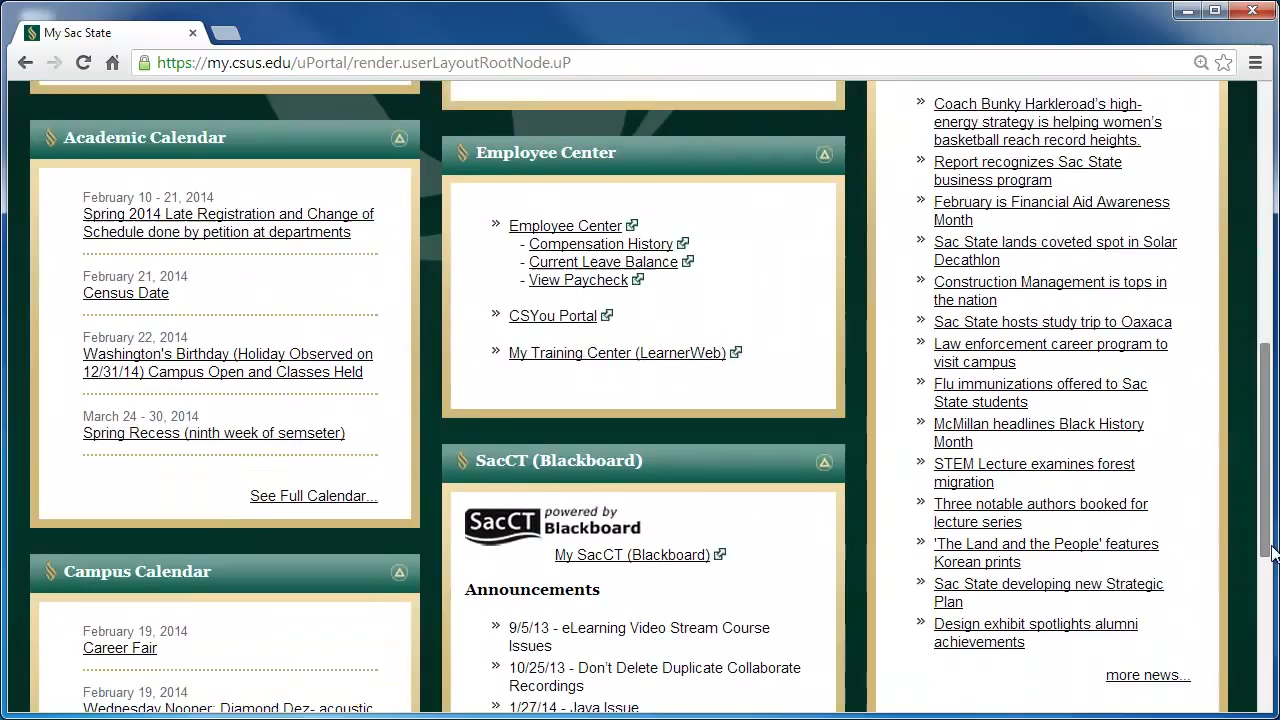 My Sac State
https://my.csus.edu/uPortal/render.userLayoutRootNode.uP
Academic Calendar
February 10 - 21, 2014
Spring 2014 Late Registration and Change of
Schedule done by petition at departments
February 21, 2014
Census Date
February 22, 2014
Washington's Birthday (Holiday Observed on
12/31/14) Campus Open and Classes Held
March 24 - 30, 2014
Spring Recess (ninth week of semseter)
See Full Calendar...
Campus Calendar
February 19, 2014
Career Fair
February 19, 2014
Wednesday Nooner: Diamond Dez- acoustic
Employee Center
» Employee Center
- Compensation History
- Current Leave Balance
- View Paycheck
» CSYou Portal
» My Training Center (LearnerWeb)
SacCT (Blackboard)
SacCT powered by
Blackboard
My SacCT (Blackboard)
Announcements
» 9/5/13 - eLearning Video Stream Course
Issues
» 10/25/13 - Don't Delete Duplicate Collaborate
Recordings
» 1/27/14 - Java Issue
» Coach Bunky Harkleroad's high-
energy strategy is helping women's
basketball reach record heights.
» Report recognizes Sac State
business program
» February is Financial Aid Awareness
Month
» Sac State lands coveted spot in Solar
Decathlon
» Construction Management is tops in
the nation
» Sac State hosts study trip to Oaxaca
» Law enforcement career program to
visit campus
» Flu immunizations offered to Sac
State students
» McMillan headlines Black History
Month
» STEM Lecture examines forest
migration
» Three notable authors booked for
lecture series
» 'The Land and the People' features
Korean prints
» Sac State developing new Strategic
Plan
» Design exhibit spotlights alumni
achievements
more news...